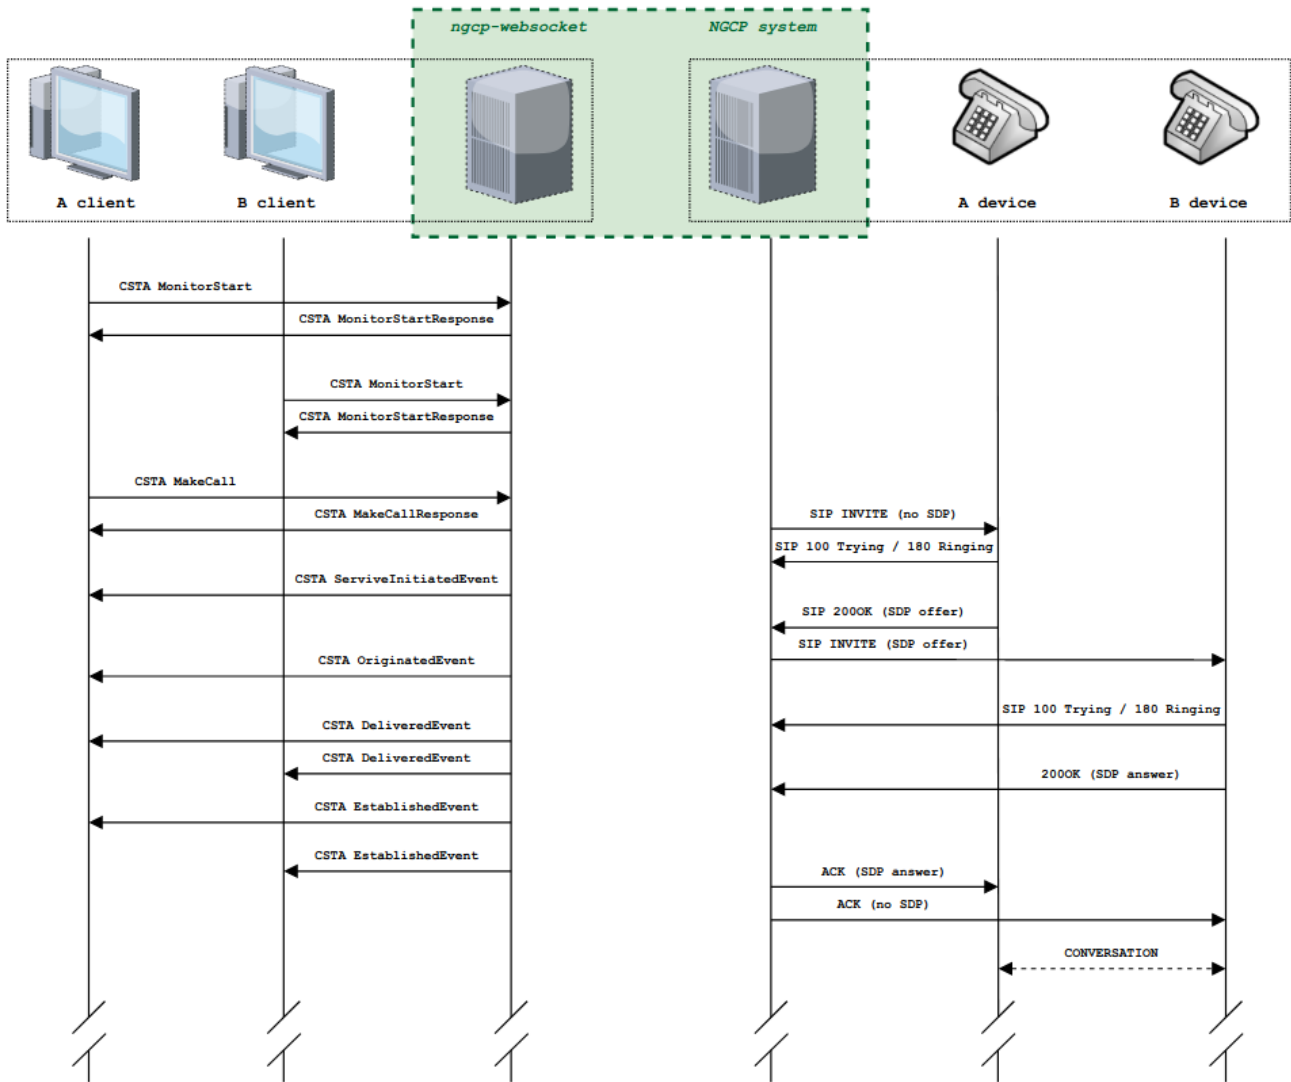 ngcp-websocket
NGCP system
A client
B client
A device
B device
CSTA MonitorStart
CSTA MonitorStartResponse
CSTA MonitorStart
CSTA MonitorStartResponse
CSTA MakeCall
CSTA MakeCallResponse
SIP INVITE (no SDP)
SIP 100 Trying / 180 Ringing
CSTA ServiveInitiatedEvent
SIP 200OK (SDP offer)
SIP INVITE (SDP offer)
CSTA OriginatedEvent
SIP 100 Trying / 180 Ringing
CSTA DeliveredEvent
CSTA DeliveredEvent
200OK (SDP answer)
CSTA EstablishedEvent
CSTA EstablishedEvent
ACK (SDP answer)
ACK (no SDP)
CONVERSATION